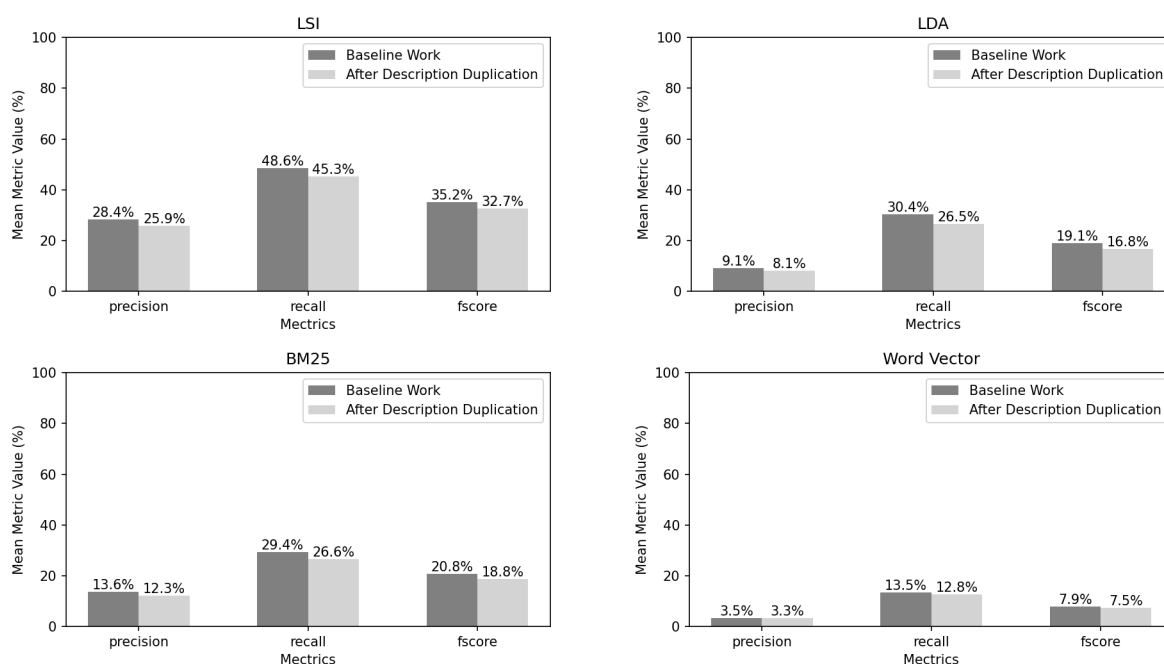 LSI
100
80
60
40
20
0
Mean Metric Value (%)
Baseline Work
After Description Duplication
28.4% 25.9%
48.6% 45.3%
35.2% 32.7%
precision recall fscore
Mectrics
LDA
100
80
60
40
20
0
Mean Metric Value (%)
Baseline Work
After Description Duplication
9.1% 8.1%
30.4% 26.5%
19.1% 16.8%
precision recall fscore
Mectrics
BM25
100
80
60
40
20
0
Mean Metric Value (%)
Baseline Work
After Description Duplication
13.6% 12.3%
29.4% 26.6%
20.8% 18.8%
precision recall fscore
Mectrics
Word Vector
100
80
60
40
20
0
Mean Metric Value (%)
Baseline Work
After Description Duplication
3.5% 3.3%
13.5% 12.8%
7.9% 7.5%
precision recall fscore
Mectrics